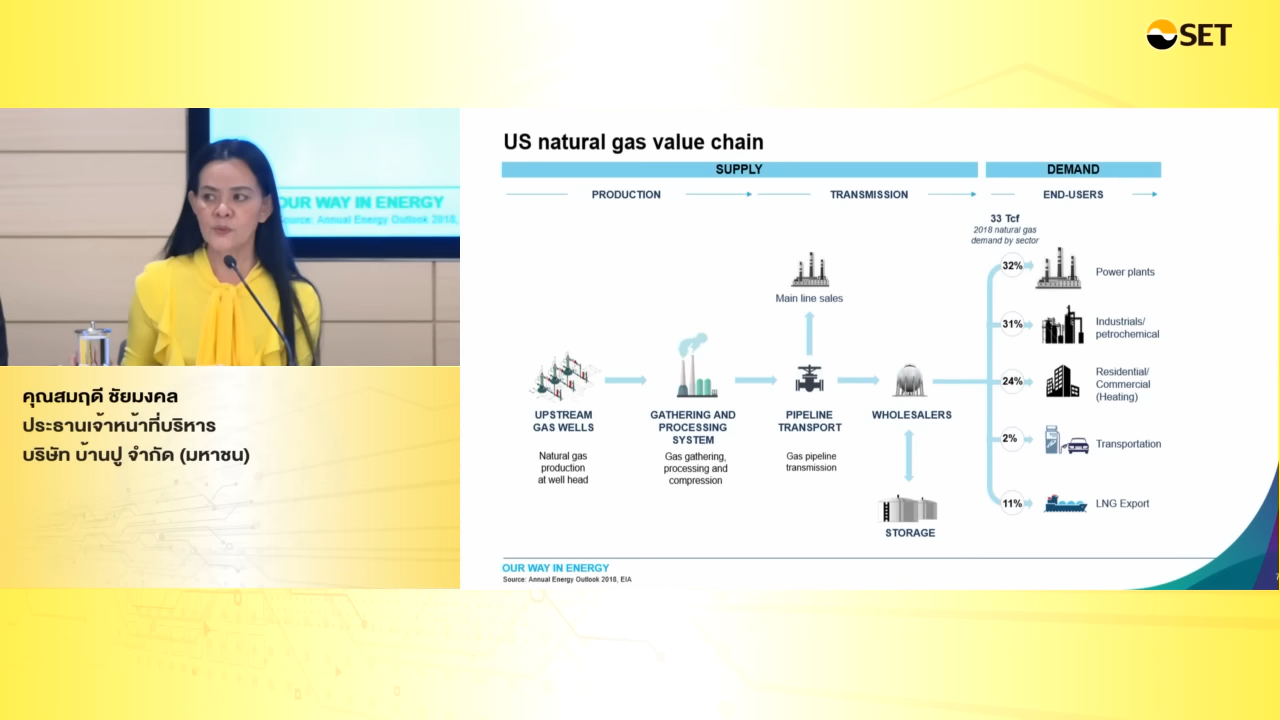 SET
OUR WAY IN ENERGY
Source: Annual Energy Outlook 2018,
คุณสมฤดี ชัยมงคล
ประธานเจ้าหน้าที่บริหาร
บริษัท บ้านปู จำกัด (มหาชน)
US natural gas value chain
SUPPLY
DEMAND
PRODUCTION
TRANSMISSION
END-USERS
33 Tcf
2018 natural gas
demand by sector
32%
Power plants
Main line sales
31%
Industrials/
petrochemical
24%
Residential/
Commercial
(Heating)
UPSTREAM
GAS WELLS
GATHERING AND
PROCESSING
SYSTEM
PIPELINE
TRANSPORT
WHOLESALERS
2%
Transportation
Natural gas
production
at well head
Gas gathering,
processing and
compression
Gas pipeline
transmission
11%
LNG Export
STORAGE
OUR WAY IN ENERGY
Source: Annual Energy Outlook 2018, EIA
7